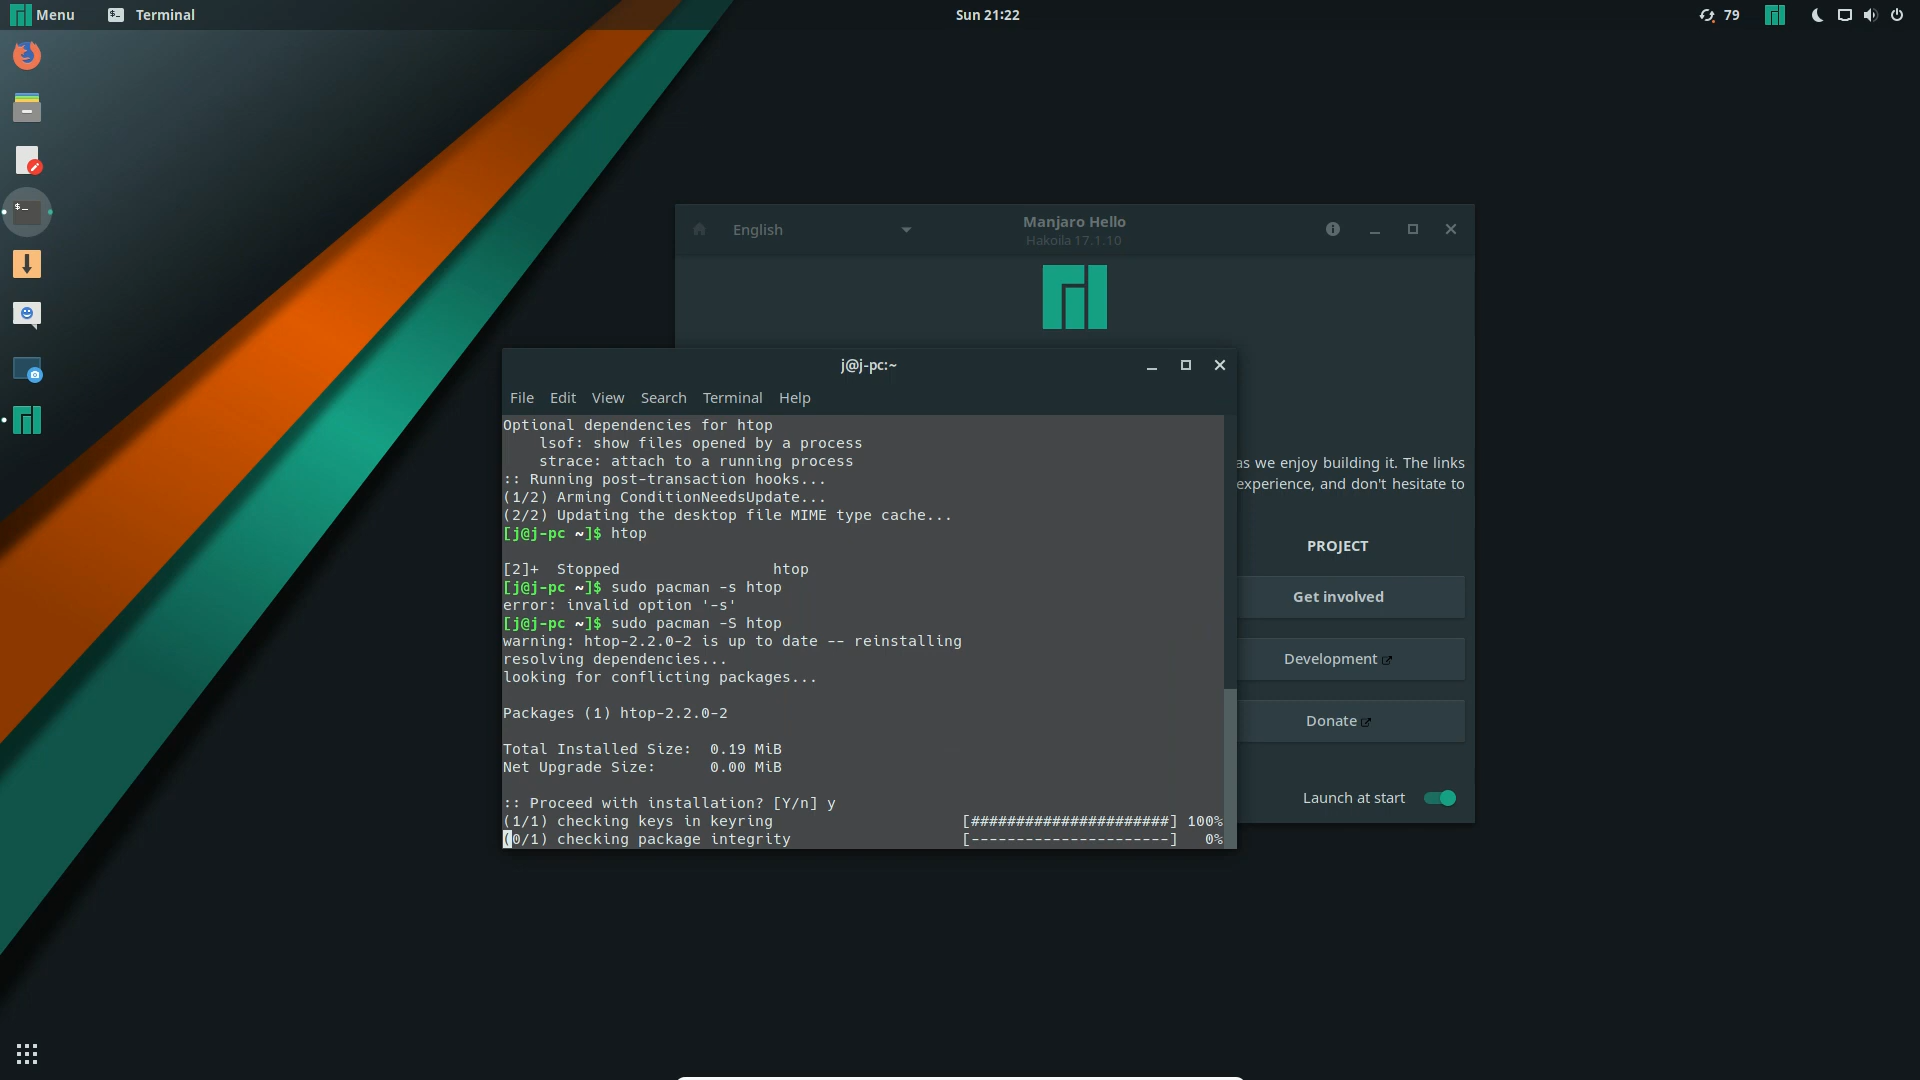 Menu
Terminal
Sun 21:22
79
English
Manjaro Hello
Hakoila 17.1.10
j@j-pc:~
File Edit View Search Terminal Help
Optional dependencies for htop
    lsof: show files opened by a process
    strace: attach to a running process
:: Running post-transaction hooks...
(1/2) Arming ConditionNeedsUpdate...
(2/2) Updating the desktop file MIME type cache...
[j@j-pc ~]$ htop
[2]+  Stopped                 htop
[j@j-pc ~]$ sudo pacman -s htop
error: invalid option '-s'
[j@j-pc ~]$ sudo pacman -S htop
warning: htop-2.2.0-2 is up to date -- reinstalling
resolving dependencies...
looking for conflicting packages...
Packages (1) htop-2.2.0-2
Total Installed Size:  0.19 MiB
Net Upgrade Size:      0.00 MiB
:: Proceed with installation? [Y/n] y
(1/1) checking keys in keyring                     [######################] 100%
(0/1) checking package integrity                   [----------------------]   0%
as we enjoy building it. The links
experience, and don't hesitate to
PROJECT
Get involved
Development
Donate
Launch at start